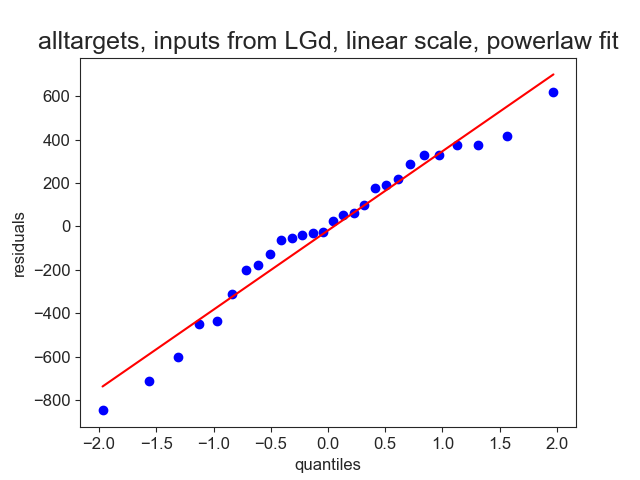 alltargets, inputs from LGd, linear scale, powerlaw fit
600
400
200
0
−200
−400
−600
−800
residuals
−2.0 −1.5 −1.0 −0.5 0.0 0.5 1.0 1.5 2.0
quantiles